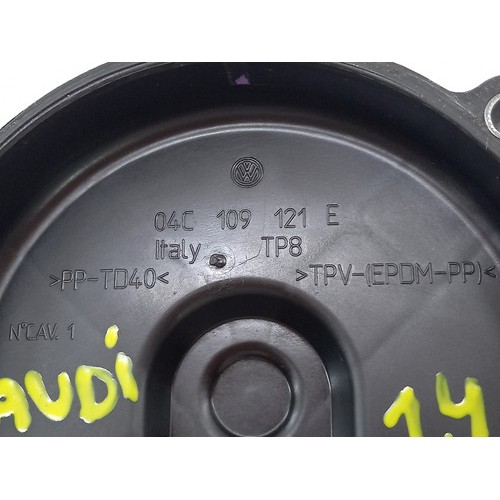 04C 109 121 E
Italy TP8
>PP-TD40< >TPV-(EPDM-PP)<
N°CAV. 1
AUDI 1.4